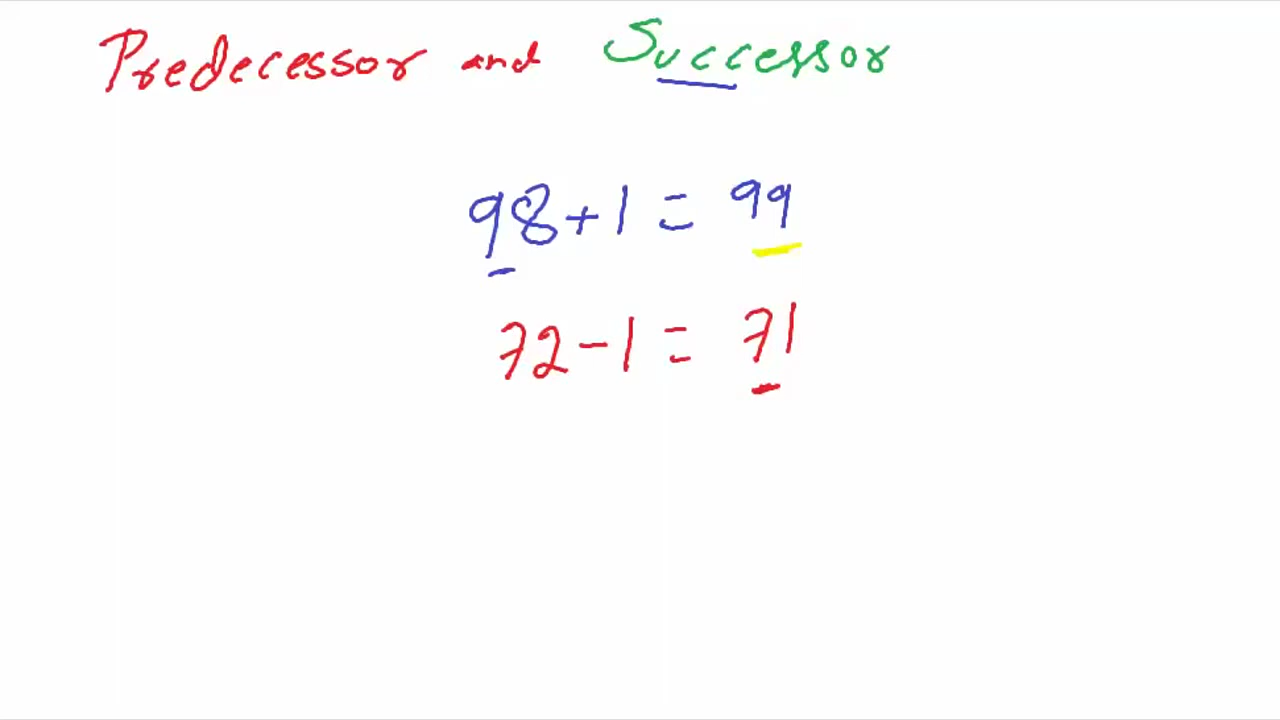 Predecessor and Successor
98+1 = 99
72-1 = 71